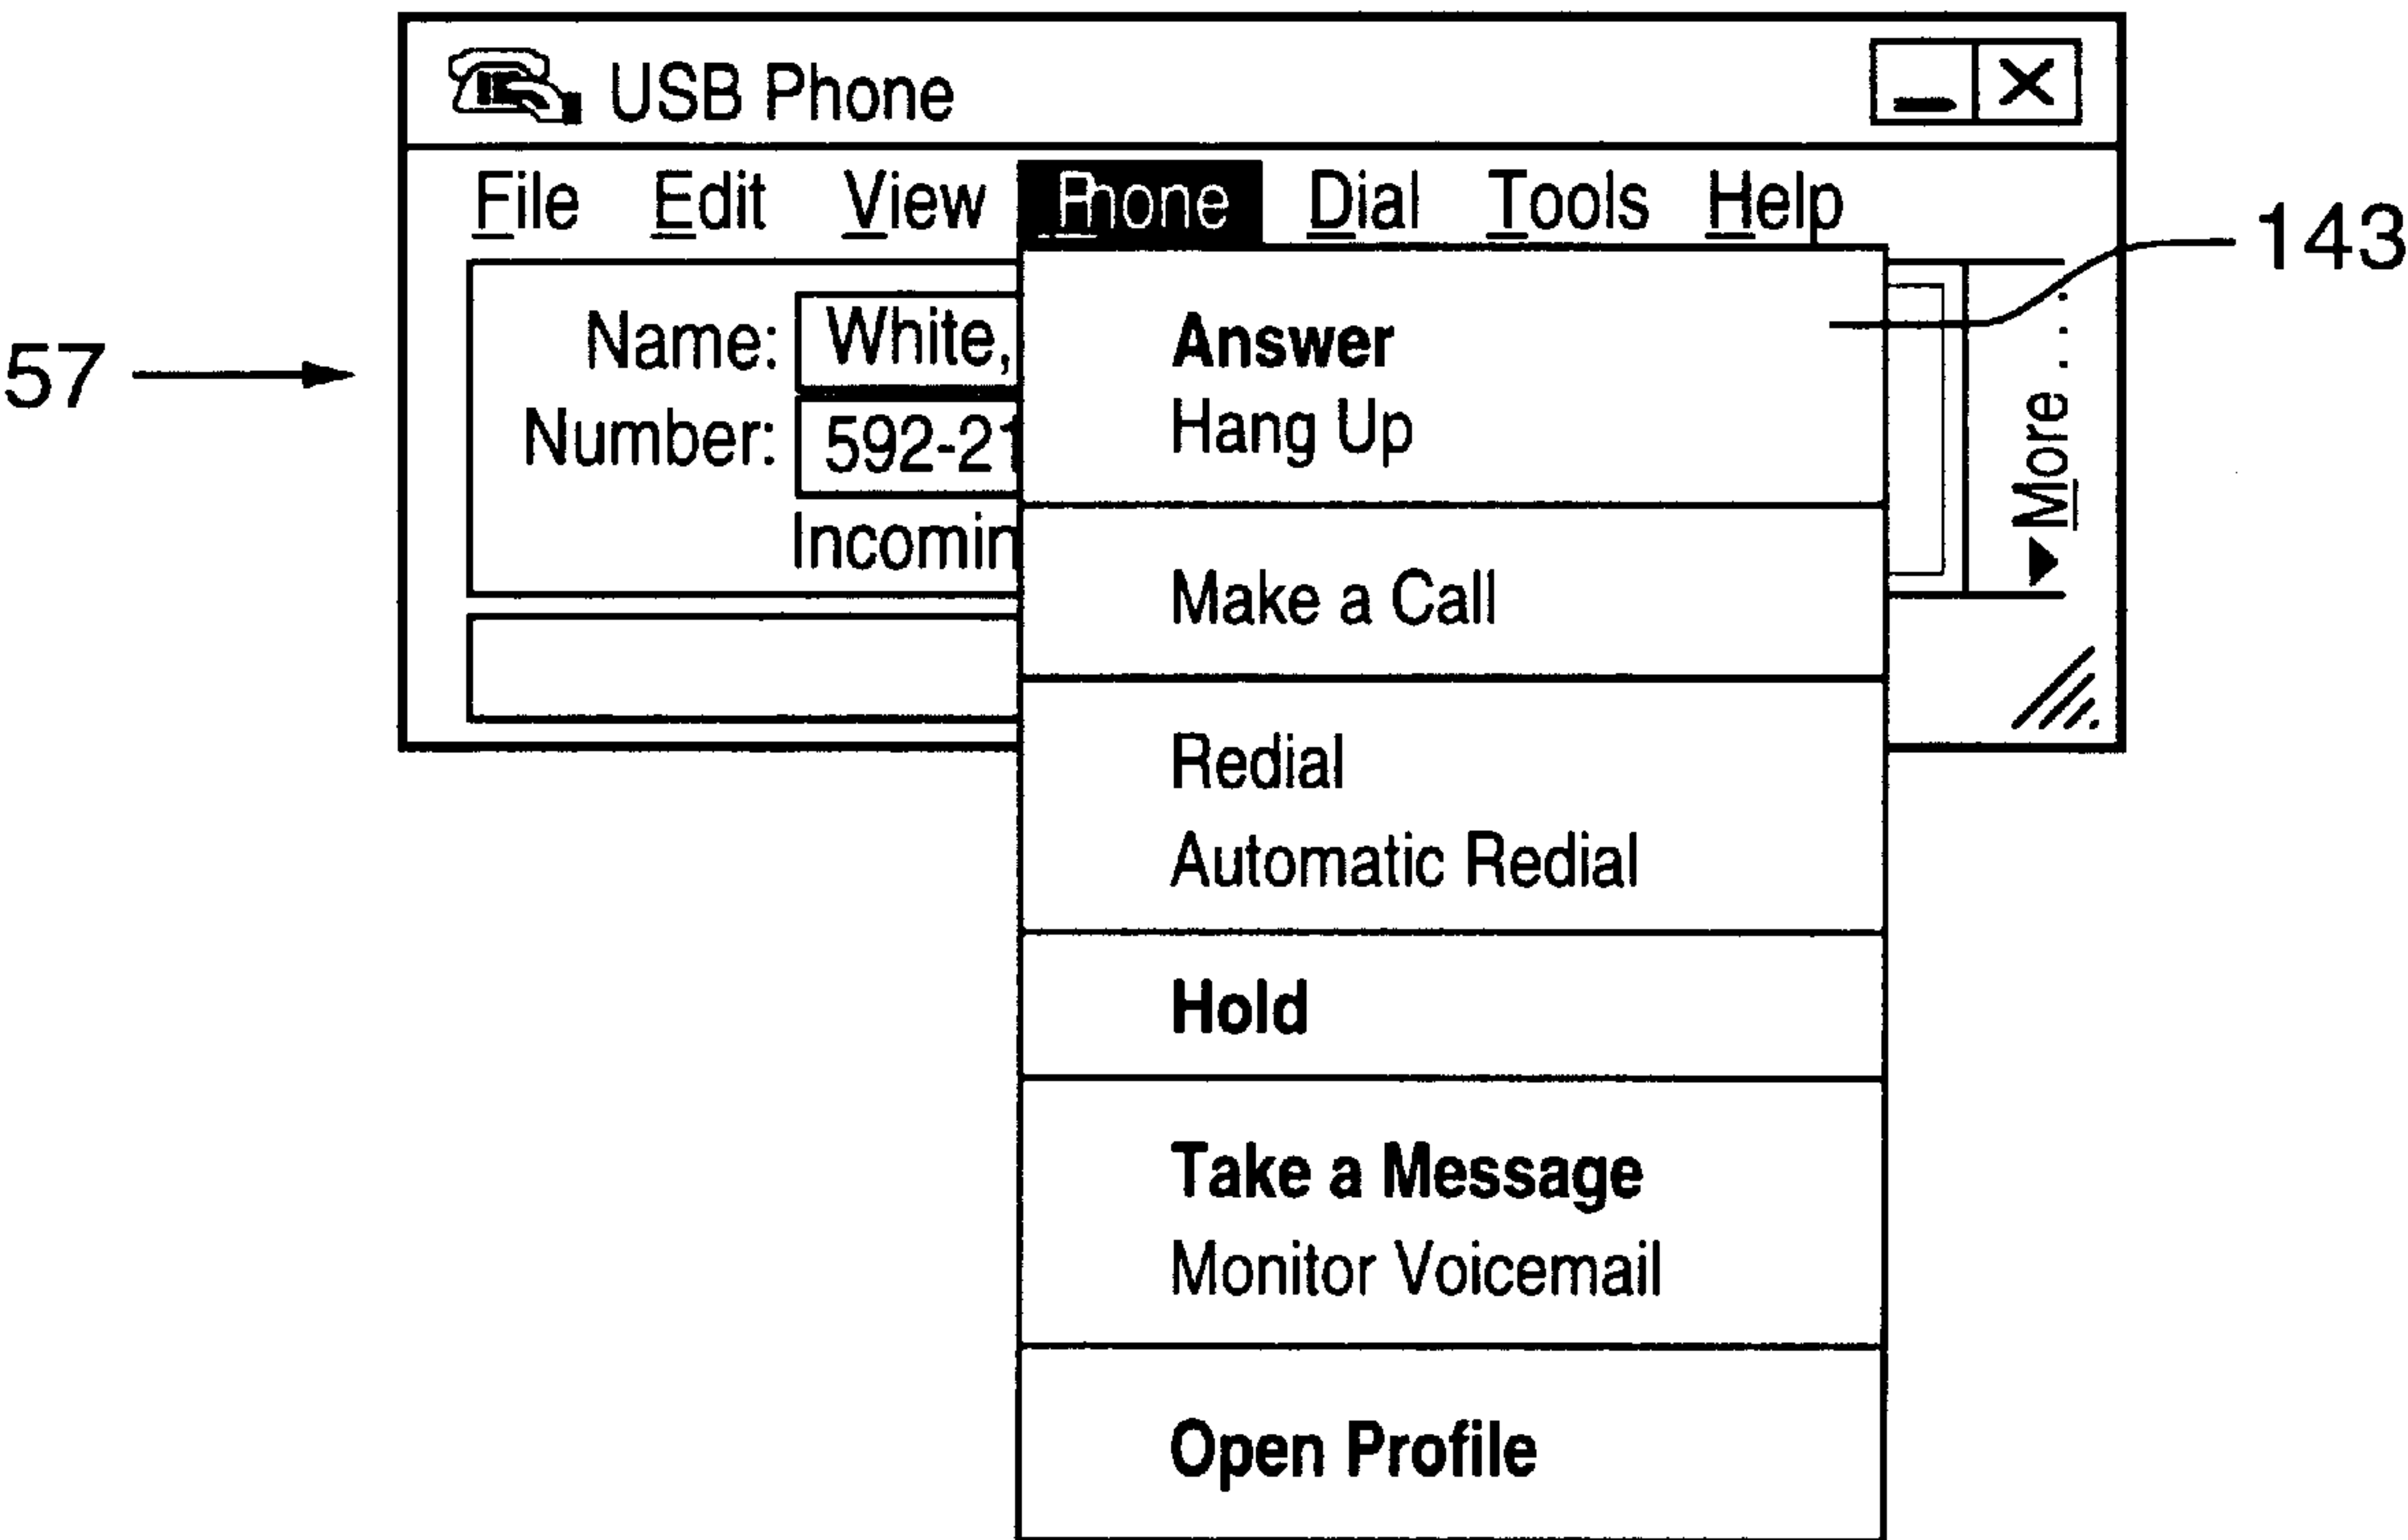 USB Phone
File Edit View Phone Dial Tools Help
143
57
Name: White,
Number: 592-21
Incomin
More . . .
Answer
Hang Up
Make a Call
Redial
Automatic Redial
Hold
Take a Message
Monitor Voicemail
Open Profile